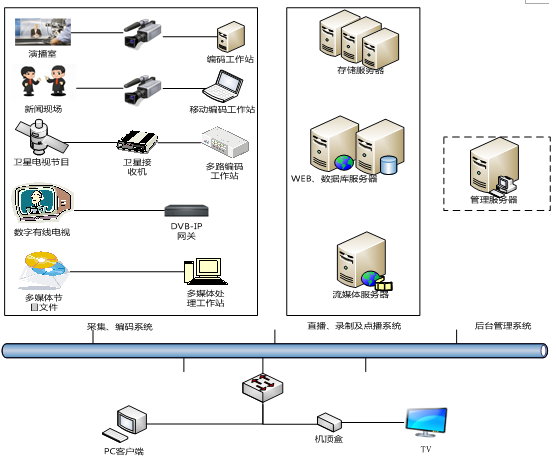 演播室
编码工作站
存储服务器
新闻现场
移动编码工作站
卫星电视节目
卫星接
收机
多路编码
工作站
WEB、数据库服务器
管理服务器
数字有线电视
DVB-IP
网关
多媒体节
目文件
多媒体处
理工作站
流媒体服务器
采集、编码系统
直播、录制及点播系统
后台管理系统
PC客户端
机顶盒
TV